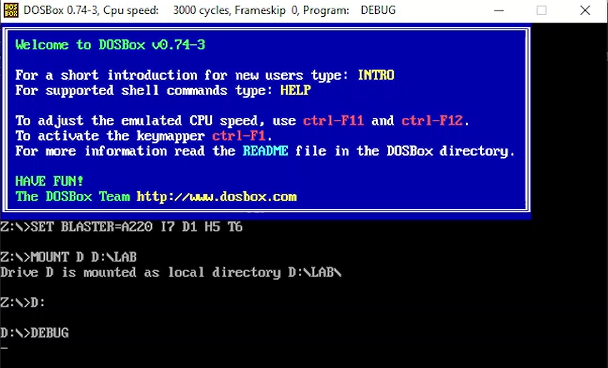 DOSBox 0.74-3, Cpu speed: 3000 cycles, Frameskip 0, Program: DEBUG
Welcome to DOSBox v0.74-3
For a short introduction for new users type: INTRO
For supported shell commands type: HELP
To adjust the emulated CPU speed, use ctrl-F11 and ctrl-F12.
To activate the keymapper ctrl-F1.
For more information read the README file in the DOSBox directory.
HAVE FUN!
The DOSBox Team http://www.dosbox.com
Z:\>SET BLASTER=A220 I7 D1 H5 T6
Z:\>MOUNT D D:\LAB
Drive D is mounted as local directory D:\LAB\
Z:\>D:
D:\>DEBUG
-